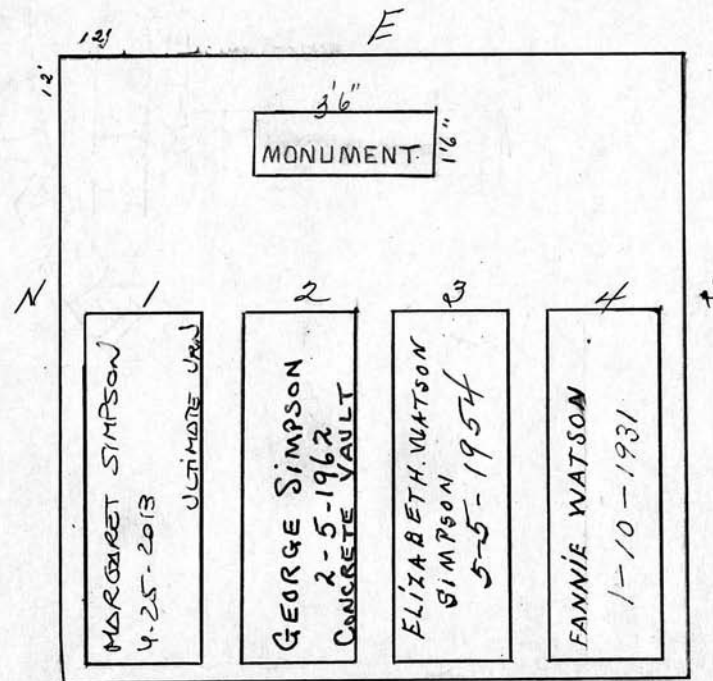 E
12'
3'6"
MONUMENT
1'6"
N
1
2
3
4
MARGARET SIMPSON
4-25-2013
ULTIMATE URN
GEORGE SIMPSON
2-5-1962
CONCRETE VAULT
ELIZABETH WATSON
SIMPSON
5-5-1954
FANNIE WATSON
1-10-1931